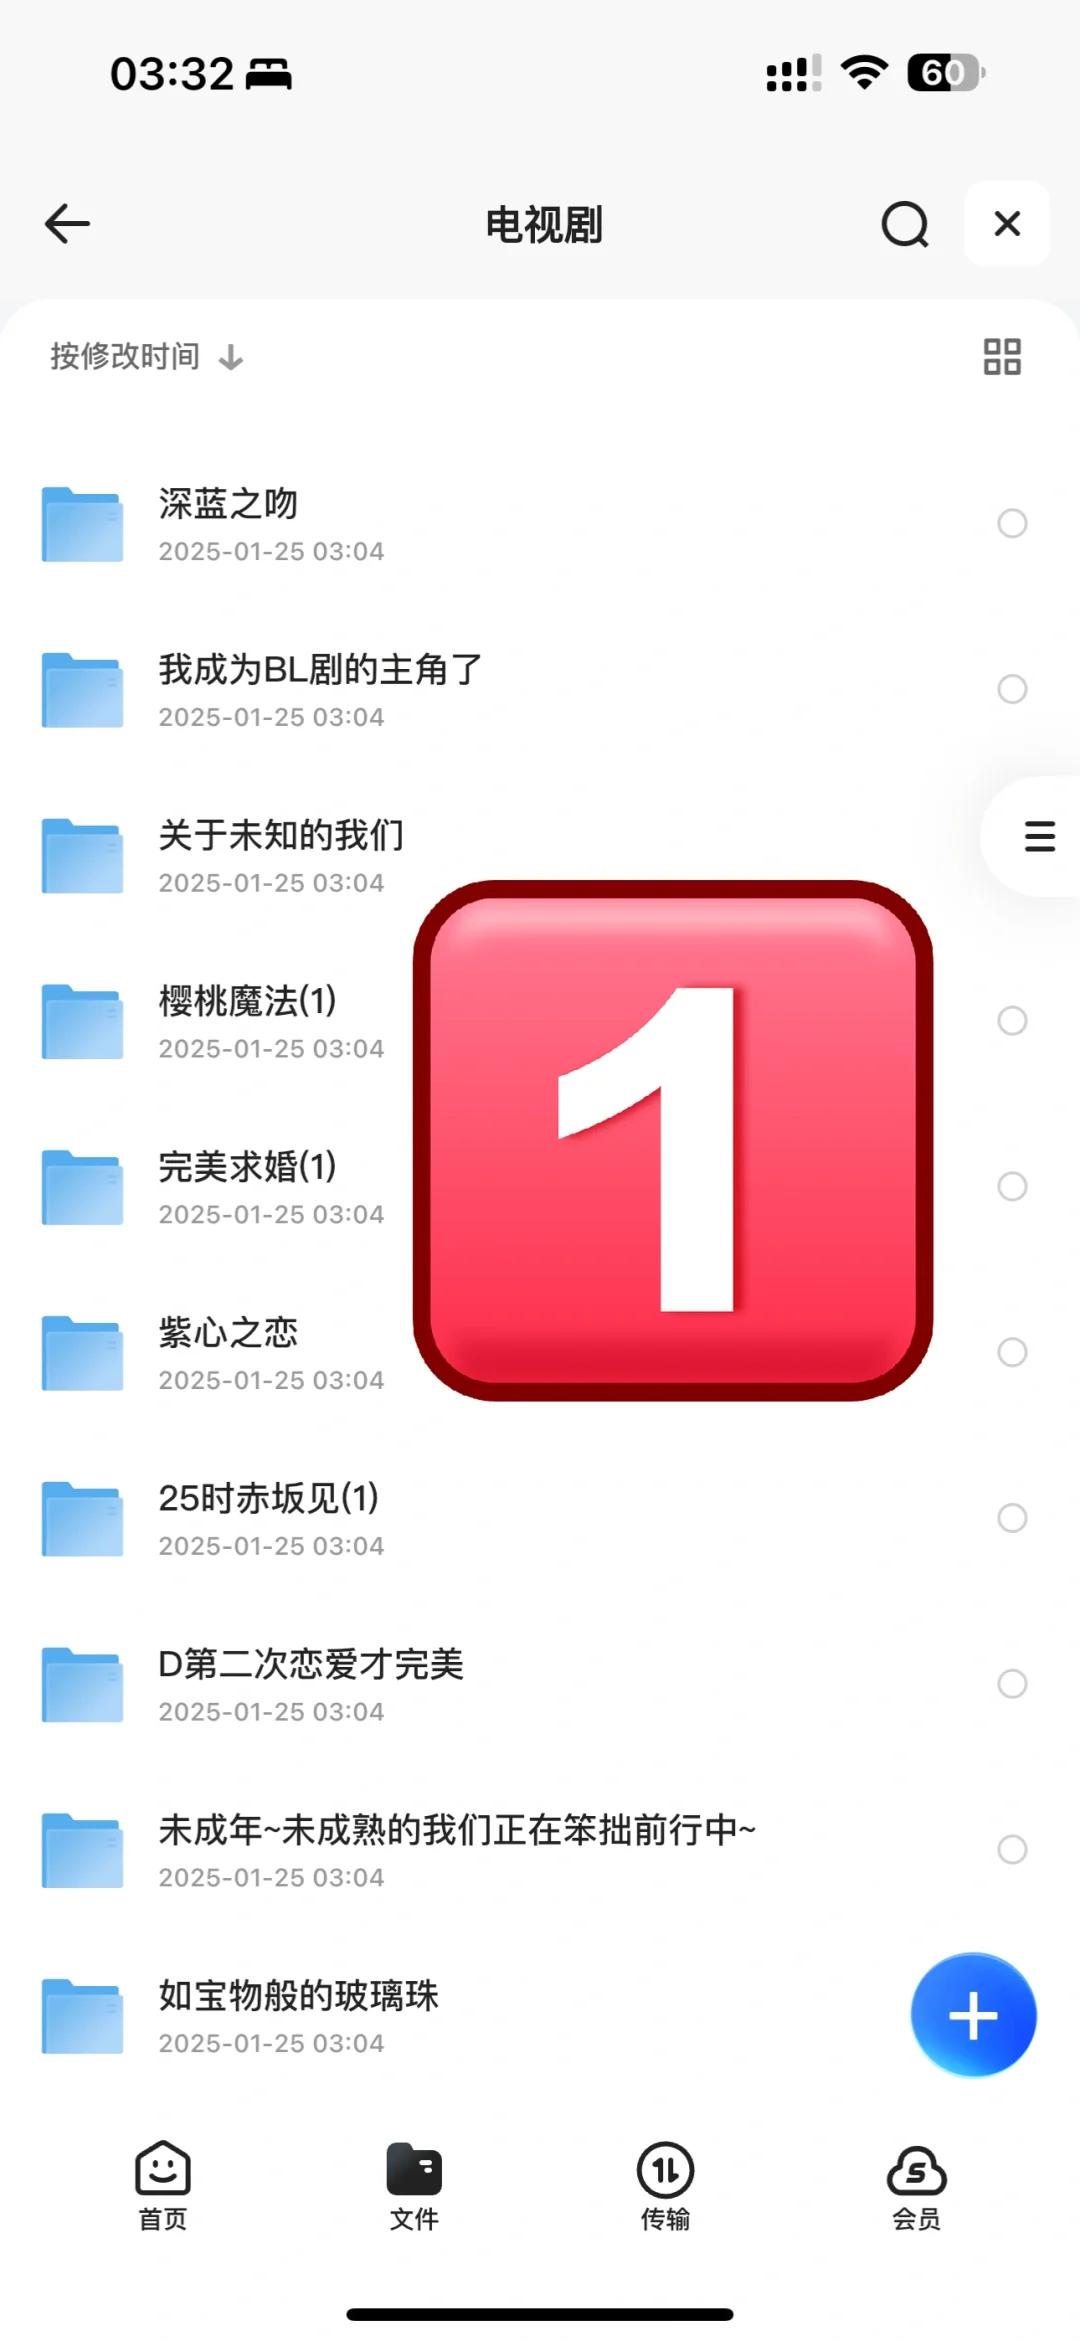 03:32
60
电视剧
按修改时间
深蓝之吻
2025-01-25 03:04
我成为BL剧的主角了
2025-01-25 03:04
关于未知的我们
2025-01-25 03:04
樱桃魔法(1)
2025-01-25 03:04
完美求婚(1)
2025-01-25 03:04
紫心之恋
2025-01-25 03:04
1
25时赤坂见(1)
2025-01-25 03:04
D第二次恋爱才完美
2025-01-25 03:04
未成年~未成熟的我们正在笨拙前行中~
2025-01-25 03:04
如宝物般的玻璃珠
2025-01-25 03:04
首页
文件
传输
会员